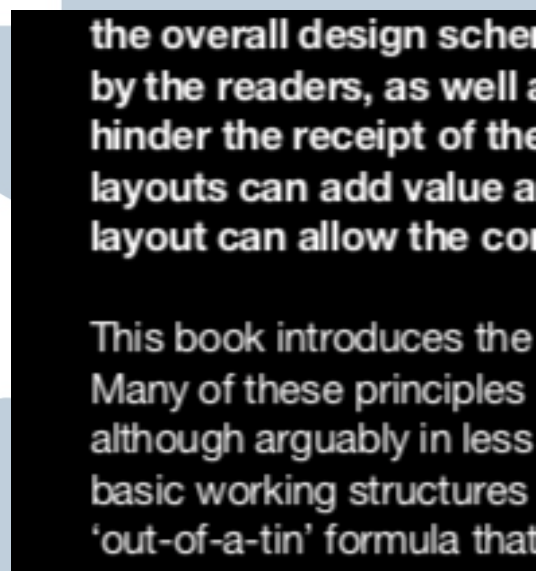 the overall design scher
by the readers, as well a
hinder the receipt of the
layouts can add value a
layout can allow the cor
This book introduces the
Many of these principles
although arguably in less
basic working structures
‘out-of-a-tin’ formula that